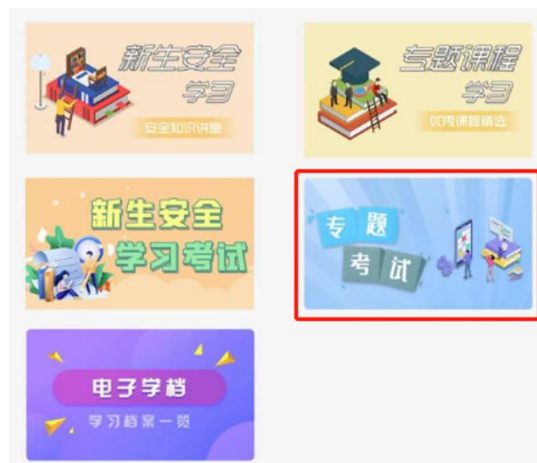 新生安全
学习
安全知识讲堂
专题课程
学习
优秀课程精选
新生安全
学习考试
专题
考试
电子学档
学习档案一览